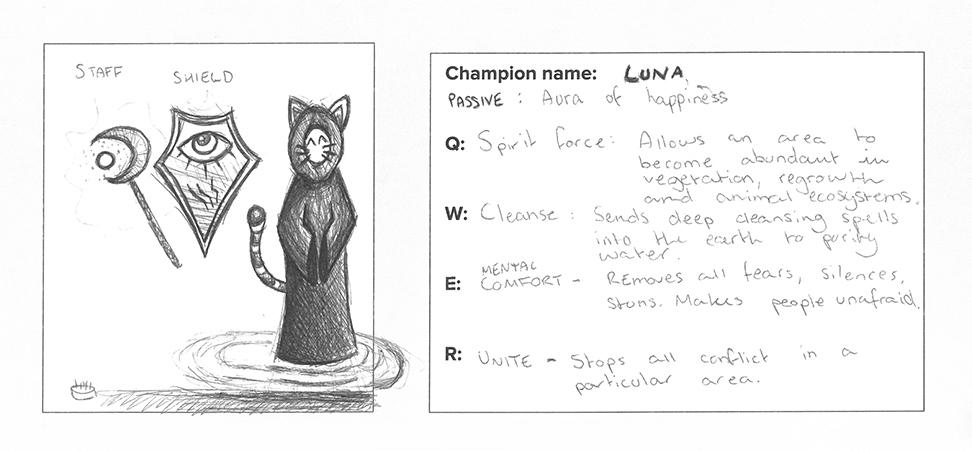 STAFF
SHIELD
Champion name: LUNA
PASSIVE : Aura of happiness
Q: Spirit force: Allows an area to
become abundant in
vegetation, regrowth
and animal ecosystems.
W: Cleanse : Sends deep cleansing spells
into the earth to purify
water.
E: MENTAL
COMFORT - Removes all fears, silences,
stuns. Makes people unafraid.
R: UNITE - Stops all conflict in a
particular area.